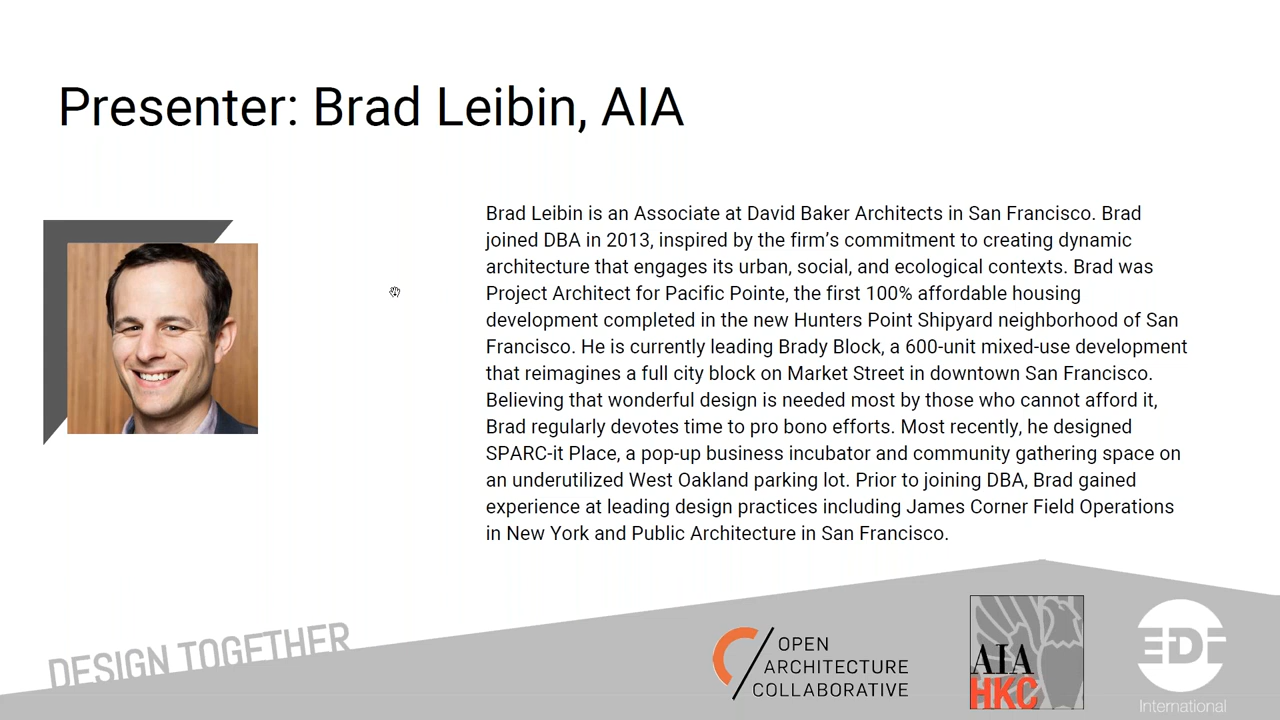 Presenter: Brad Leibin, AIA
Brad Leibin is an Associate at David Baker Architects in San Francisco. Brad
joined DBA in 2013, inspired by the firm’s commitment to creating dynamic
architecture that engages its urban, social, and ecological contexts. Brad was
Project Architect for Pacific Pointe, the first 100% affordable housing
development completed in the new Hunters Point Shipyard neighborhood of San
Francisco. He is currently leading Brady Block, a 600-unit mixed-use development
that reimagines a full city block on Market Street in downtown San Francisco.
Believing that wonderful design is needed most by those who cannot afford it,
Brad regularly devotes time to pro bono efforts. Most recently, he designed
SPARC-it Place, a pop-up business incubator and community gathering space on
an underutilized West Oakland parking lot. Prior to joining DBA, Brad gained
experience at leading design practices including James Corner Field Operations
in New York and Public Architecture in San Francisco.
DESIGN TOGETHER
OPEN
ARCHITECTURE
COLLABORATIVE
AIA
HKC
EDI
International